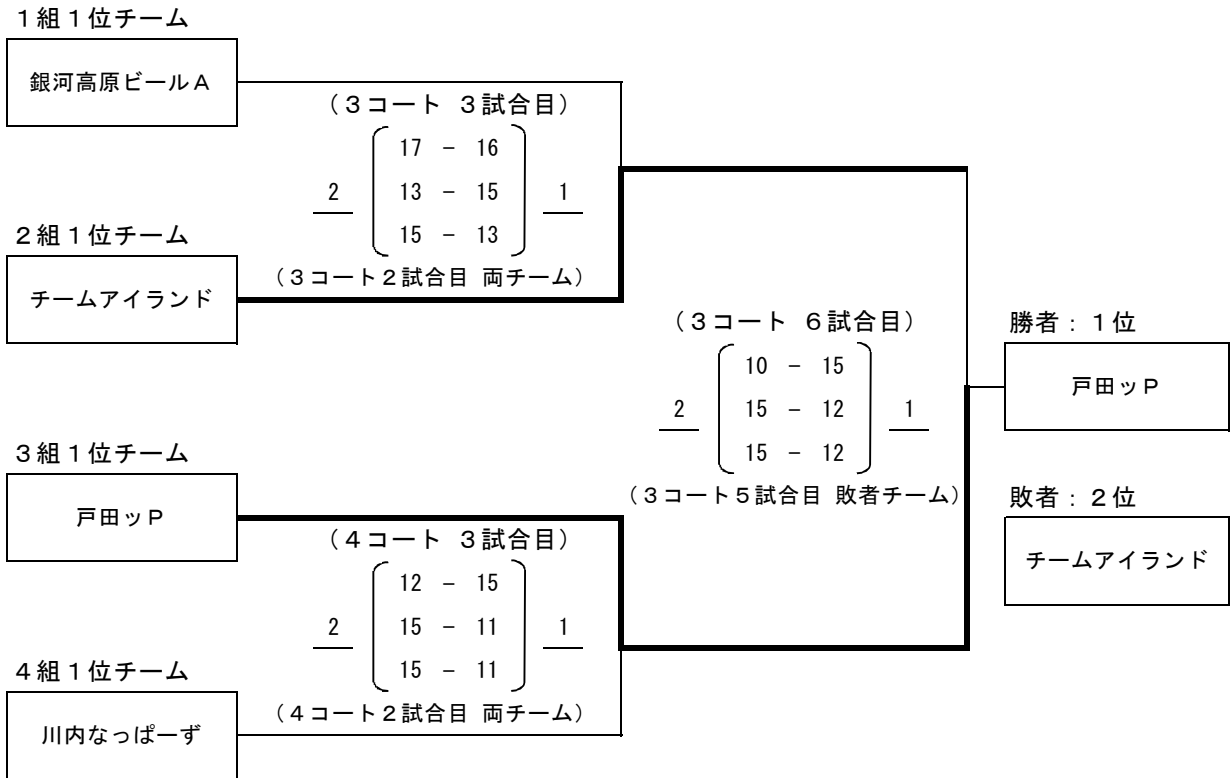 １組１位チーム
銀河高原ビールＡ
（３コート ３試合目）
17 － 16
2 13 － 15 1
15 － 13
（３コート２試合目 両チーム）
２組１位チーム
チームアイランド
（３コート ６試合目）
10 － 15
2 15 － 12 1
15 － 12
（３コート５試合目 敗者チーム）
勝者：１位
戸田ッＰ
敗者：２位
チームアイランド
３組１位チーム
戸田ッＰ
（４コート ３試合目）
12 － 15
2 15 － 11 1
15 － 11
（４コート２試合目 両チーム）
４組１位チーム
川内なっぱーず